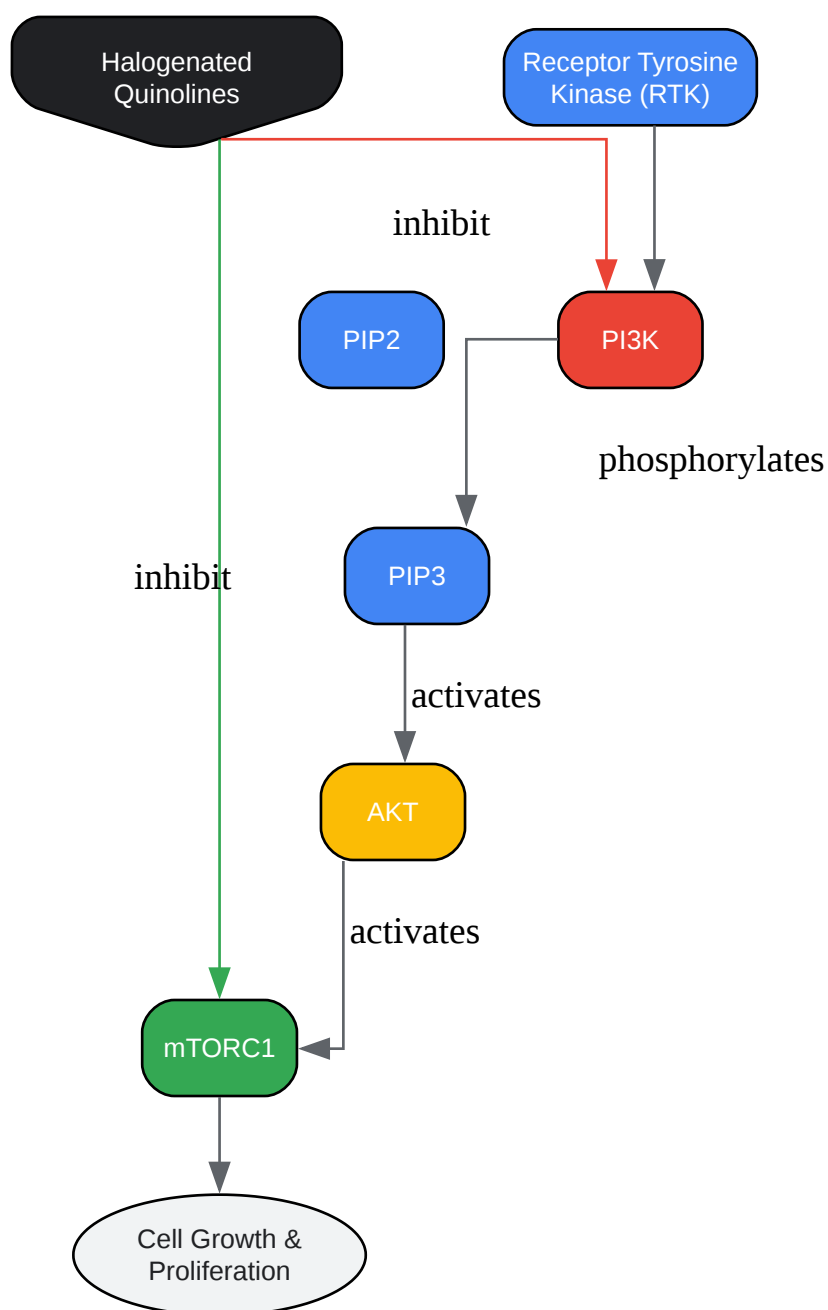 Halogenated
Quinolines
Receptor Tyrosine
Kinase (RTK)
inhibit
PIP2
PI3K
phosphorylates
PIP3
inhibit
activates
AKT
activates
mTORC1
Cell Growth &
Proliferation